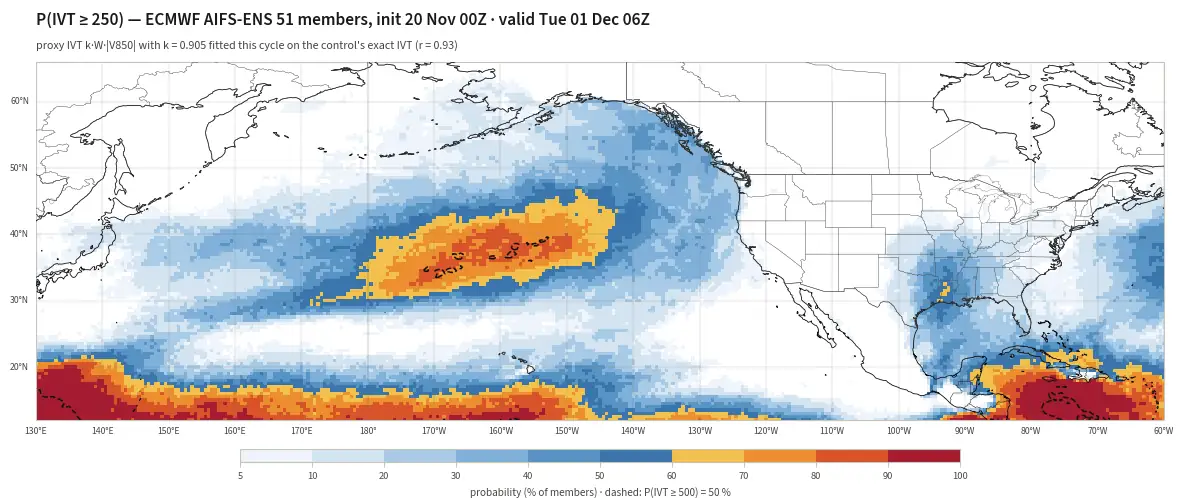 P(IVT ≥ 250) — ECMWF AIFS-ENS 51 members, init 20 Nov 00Z · valid Tue 01 Dec 06Z
proxy IVT k·W·|V850| with k = 0.905 fitted this cycle on the control's exact IVT (r = 0.93)
60°N
50°N
40°N
30°N
20°N
130°E 140°E 150°E 160°E 170°E 180° 170°W 160°W 150°W 140°W 130°W 120°W 110°W 100°W 90°W 80°W 70°W 60°W
5 10 20 30 40 50 60 70 80 90 100
probability (% of members) · dashed: P(IVT ≥ 500) = 50 %